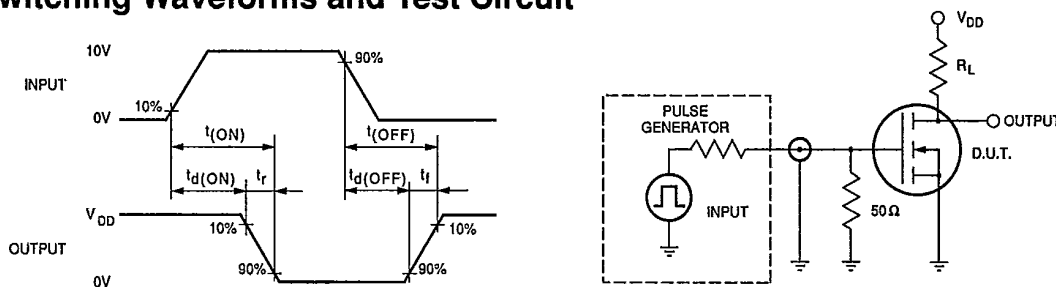 witching Waveforms and Test Circuit
10V
INPUT
0V
10%
90%
t(ON)
t(OFF)
td(ON)
tr
td(OFF)
tf
VDD
OUTPUT
0V
10%
90%
90%
10%
PULSE
GENERATOR
INPUT
50Ω
VDD
RL
OUTPUT
D.U.T.